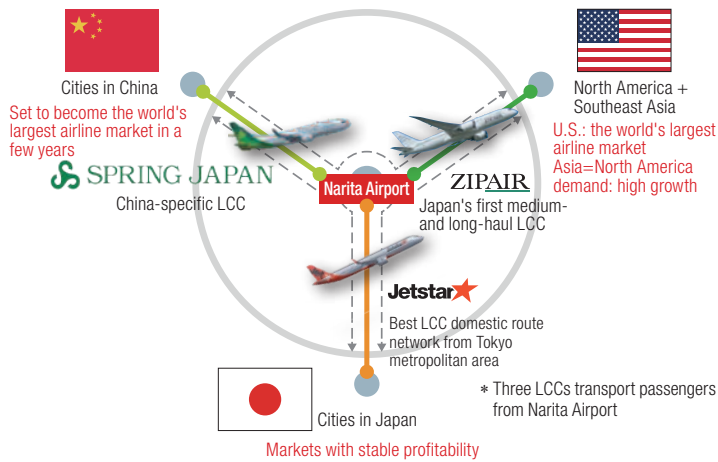 Cities in China
Set to become the world's
largest airline market in a
few years
SPRING JAPAN
China-specific LCC
North America +
Southeast Asia
U.S.: the world's largest
airline market
Asia=North America
demand: high growth
Narita Airport
ZIPAIR
Japan's first medium-
and long-haul LCC
Jetstar
Best LCC domestic route
network from Tokyo
metropolitan area
* Three LCCs transport passengers
from Narita Airport
Cities in Japan
Markets with stable profitability